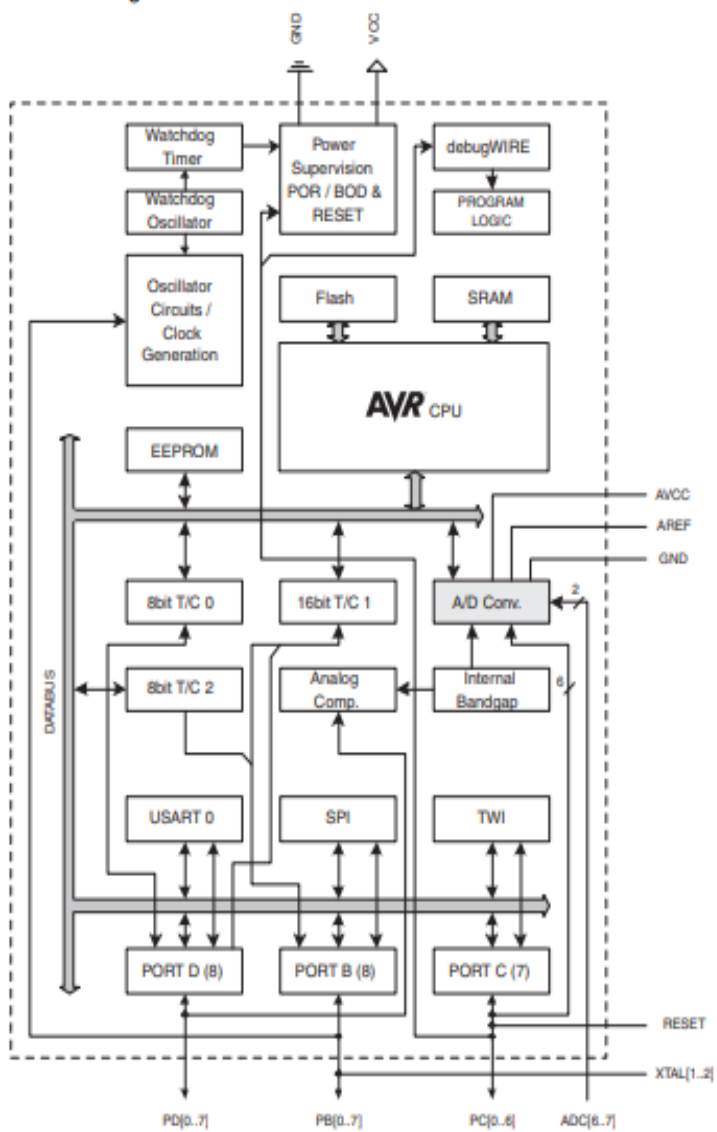 GND
VCC
Watchdog
Timer
Power
Supervision
POR / BOD &
RESET
debugWIRE
Watchdog
Oscillator
PROGRAM
LOGIC
Oscillator
Circuits /
Clock
Generation
Flash
SRAM
AVR CPU
EEPROM
AVCC
AREF
GND
8bit T/C 0
16bit T/C 1
A/D Conv.
2
8bit T/C 2
Analog
Comp.
Internal
Bandgap
6
DATABUS
USART 0
SPI
TWI
PORT D (8)
PORT B (8)
PORT C (7)
RESET
XTAL[1..2]
PD[0..7]
PB[0..7]
PC[0..6]
ADC[6..7]